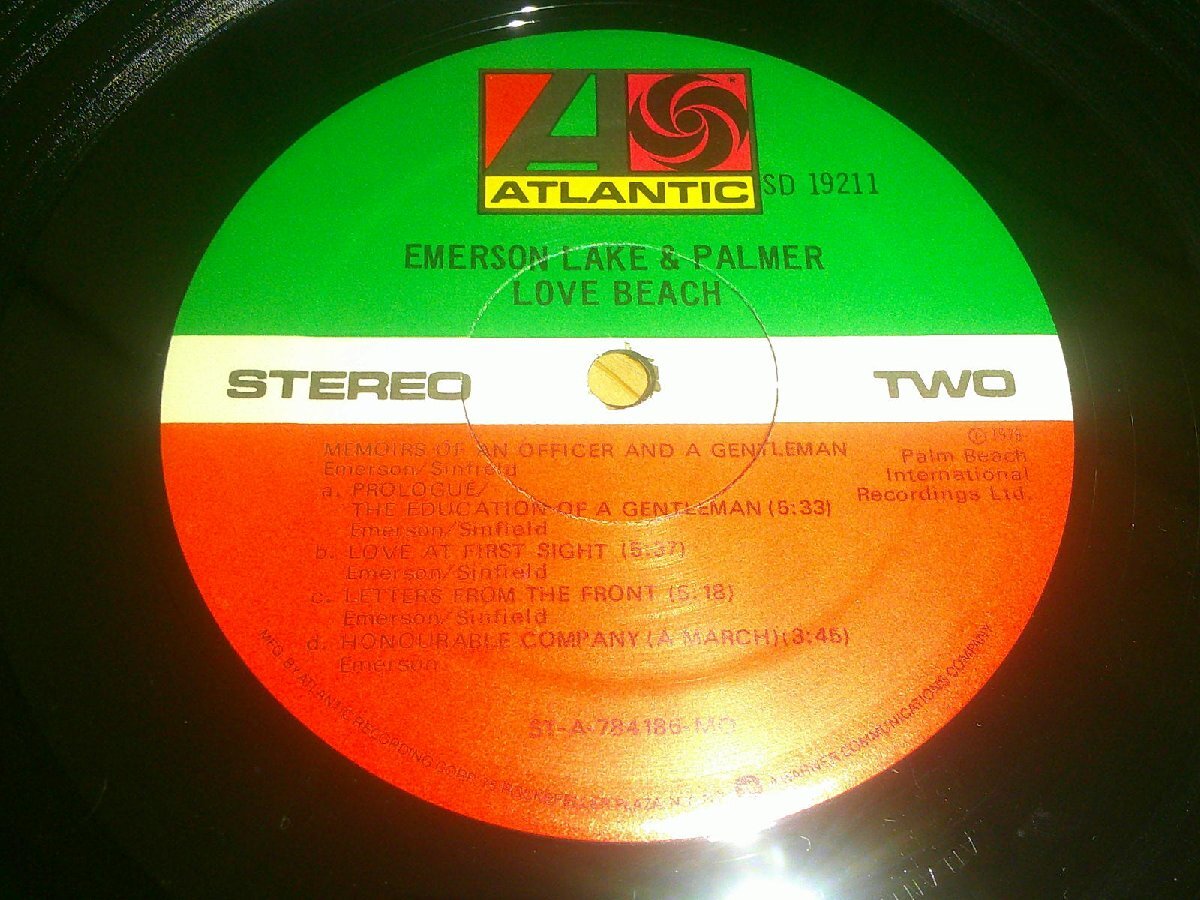 ATLANTIC
SD 19211
EMERSON LAKE & PALMER
LOVE BEACH
STEREO
TWO
MEMOIRS OF AN OFFICER AND A GENTLEMAN
Emerson/Sinfield
a. PROLOGUE/
THE EDUCATION OF A GENTLEMAN (5:33)
Emerson/Sinfield
b. LOVE AT FIRST SIGHT (5:37)
Emerson/Sinfield
c. LETTERS FROM THE FRONT (5:18)
Emerson/Sinfield
d. HONOURABLE COMPANY (A MARCH) (3:45)
Emerson
Ⓟ
Palm Beach
International
Recordings Ltd.
ST-A-784186-MO
MFG. BY ATLANTIC RECORDING CORP. 75 ROCKEFELLER PLAZA, N.Y. A WARNER COMMUNICATIONS COMPANY